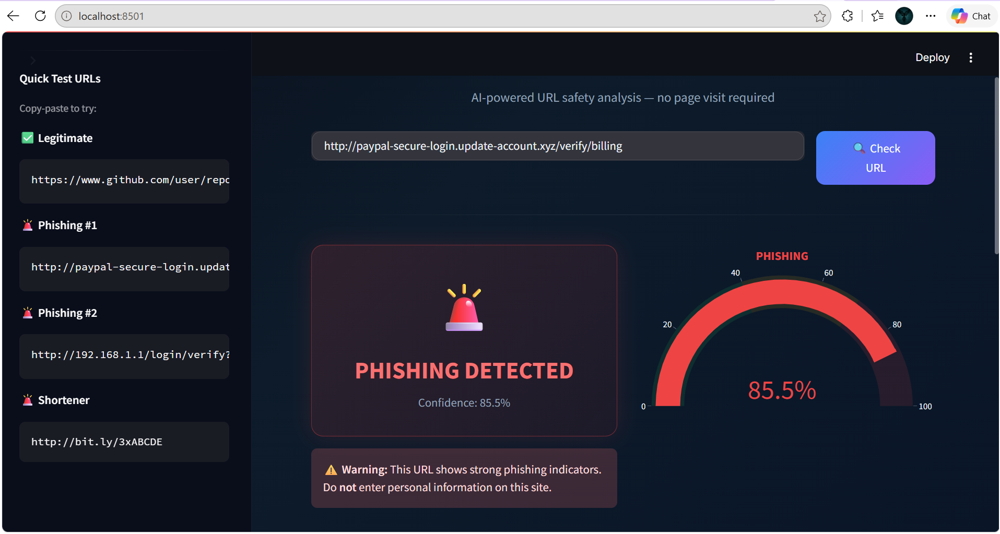 localhost:8501
Chat
Quick Test URLs
Copy-paste to try:
✅ Legitimate
https://www.github.com/user/repo
🚨 Phishing #1
http://paypal-secure-login.updat
🚨 Phishing #2
http://192.168.1.1/login/verify?
🚨 Shortener
http://bit.ly/3xABCDE
Deploy
AI-powered URL safety analysis — no page visit required
http://paypal-secure-login.update-account.xyz/verify/billing
🔍 Check
URL
🚨
PHISHING DETECTED
Confidence: 85.5%
⚠️ Warning: This URL shows strong phishing indicators.
Do not enter personal information on this site.
PHISHING
40
60
20
80
85.5%
0
100